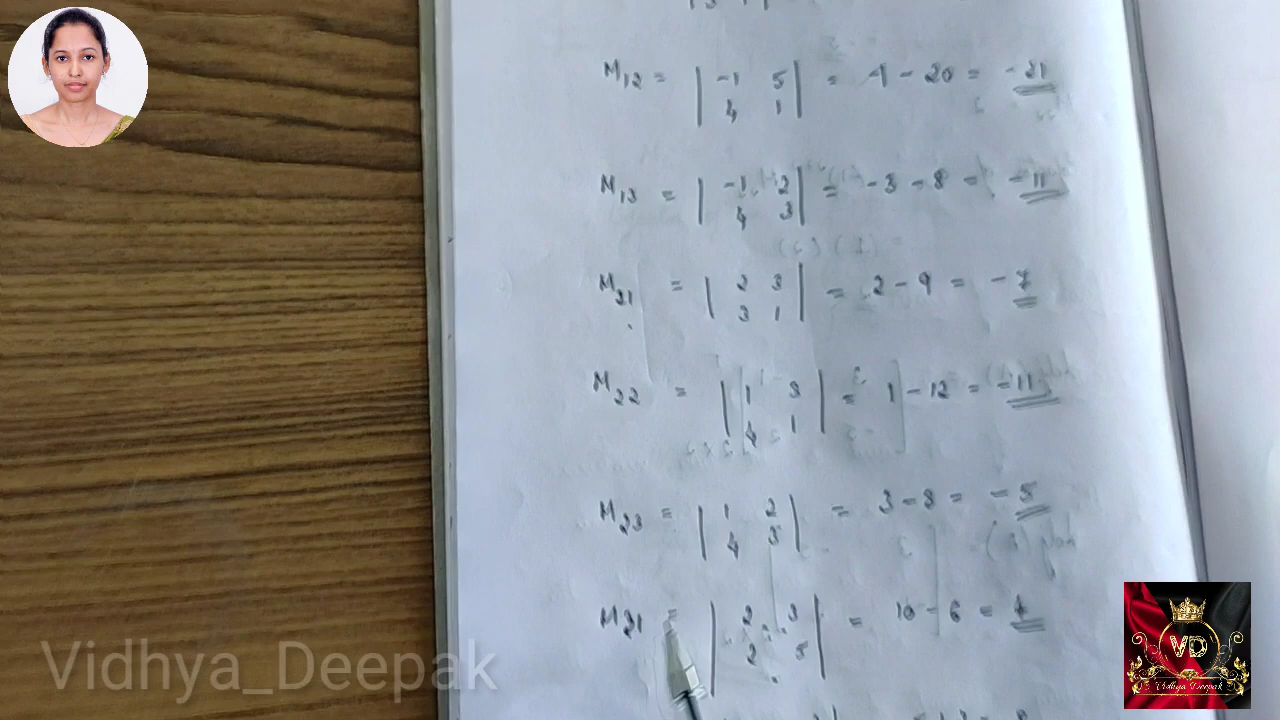 M12 = | -1 5 | = -1 - 20 = -21
| 4 1 |
M13 = | -1 2 | = -3 - 8 = -11
| 4 3 |
M21 = | 2 3 | = 2 - 9 = -7
| 3 1 |
M22 = | 1 3 | = 1 - 12 = -11
| 4 1 |
M23 = | 1 2 | = 3 - 8 = -5
| 4 3 |
M31 = | 2 3 | = 10 - 6 = 4
| 2 5 |
Vidhya_Deepak
VD
Vidhya Deepak